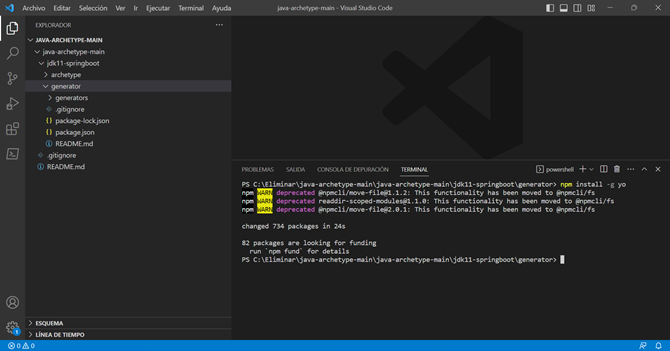 Archivo Editar Selección Ver Ir Ejecutar Terminal Ayuda
java-archetype-main - Visual Studio Code
EXPLORADOR
JAVA-ARCHETYPE-MAIN
java-archetype-main
jdk11-springboot
archetype
generator
generators
.gitignore
package-lock.json
package.json
README.md
.gitignore
README.md
PROBLEMAS SALIDA CONSOLA DE DEPURACIÓN TERMINAL
powershell
PS C:\Eliminar\java-archetype-main\java-archetype-main\jdk11-springboot\generator> npm install -g yo
npm WARN deprecated @npmcli/move-file@1.1.2: This functionality has been moved to @npmcli/fs
npm WARN deprecated readdir-scoped-modules@1.1.0: This functionality has been moved to @npmcli/fs
npm WARN deprecated @npmcli/move-file@2.0.1: This functionality has been moved to @npmcli/fs
changed 734 packages in 24s
82 packages are looking for funding
run `npm fund` for details
PS C:\Eliminar\java-archetype-main\java-archetype-main\jdk11-springboot\generator>
ESQUEMA
LÍNEA DE TIEMPO
1
0 0